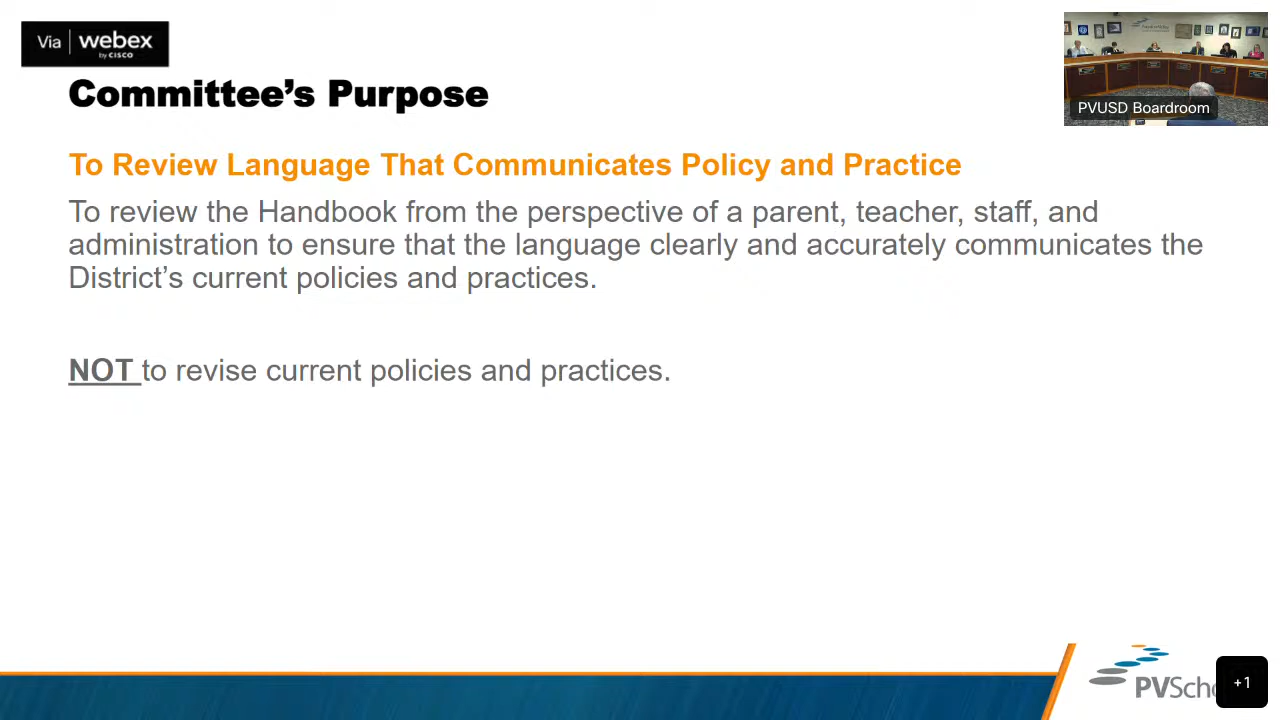 Via webex
by CISCO
Committee’s Purpose
PVUSD Boardroom
To Review Language That Communicates Policy and Practice
To review the Handbook from the perspective of a parent, teacher, staff, and
administration to ensure that the language clearly and accurately communicates the
District’s current policies and practices.
NOT to revise current policies and practices.
+1